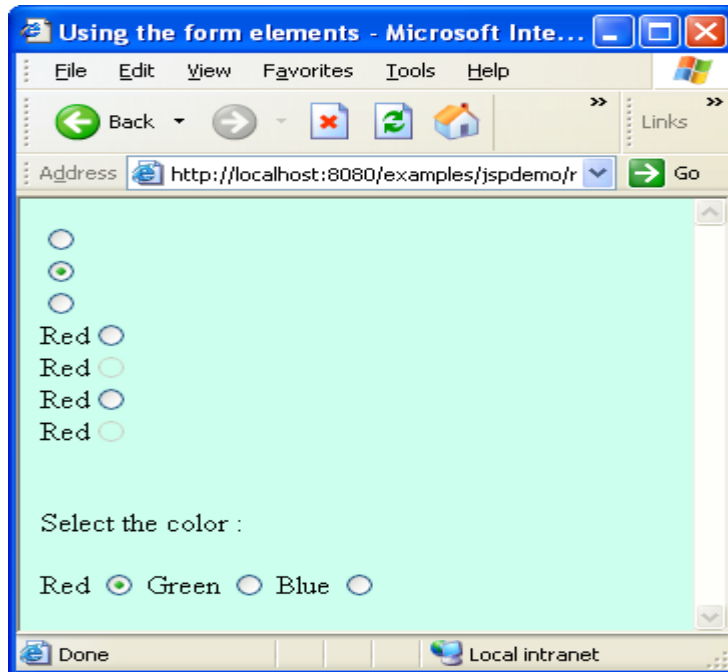 Using the form elements - Microsoft Inte...
File Edit View Favorites Tools Help
Back » Links »
Address http://localhost:8080/examples/jspdemo/r Go
Red
Red
Red
Red
Select the color :
Red Green Blue
Done Local intranet